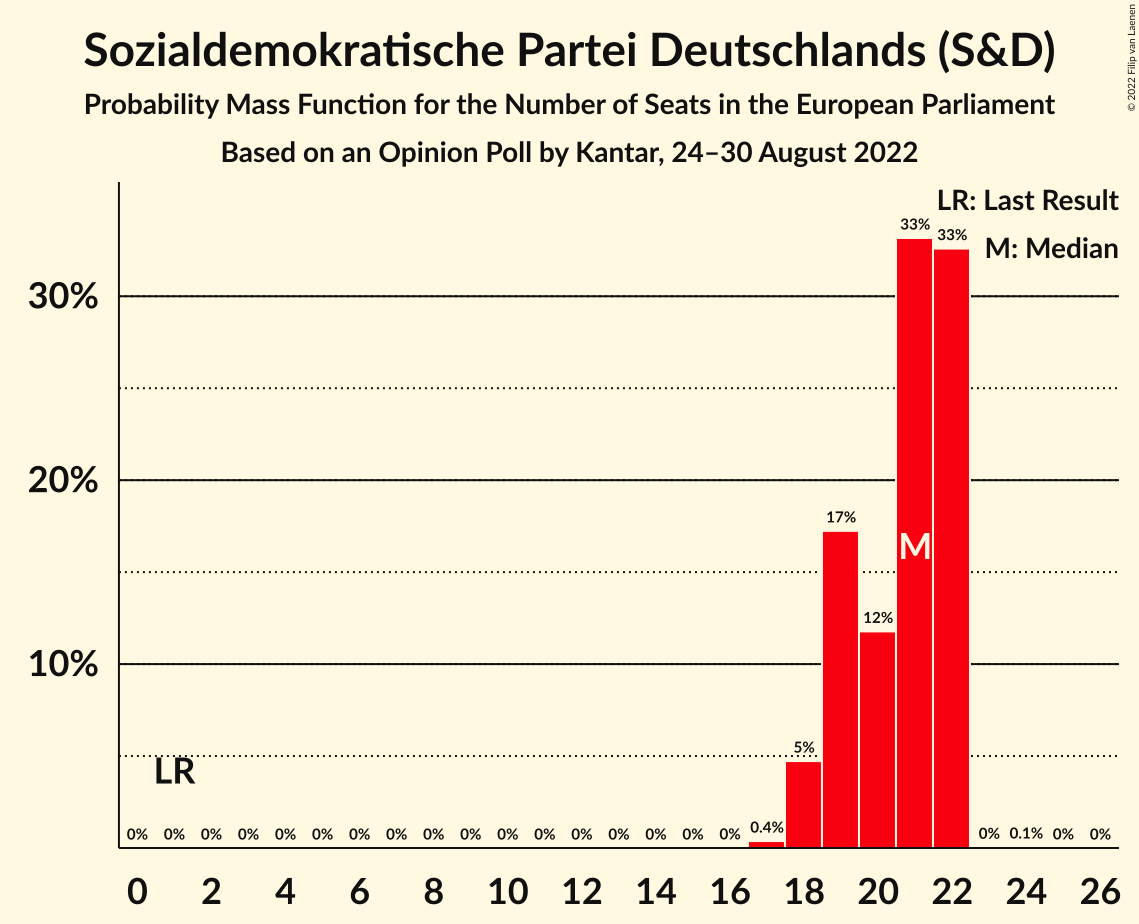 Sozialdemokratische Partei Deutschlands (S&D)
Probability Mass Function for the Number of Seats in the European Parliament
Based on an Opinion Poll by Kantar, 24–30 August 2022
© 2022 Filip van Laenen
LR: Last Result
M: Median
33%
33%
30%
17%
20%
M
12%
10%
5%
LR
0% 0% 0% 0% 0% 0% 0% 0% 0% 0% 0% 0% 0% 0% 0% 0% 0% 0.4% 0% 0.1% 0% 0%
0 2 4 6 8 10 12 14 16 18 20 22 24 26